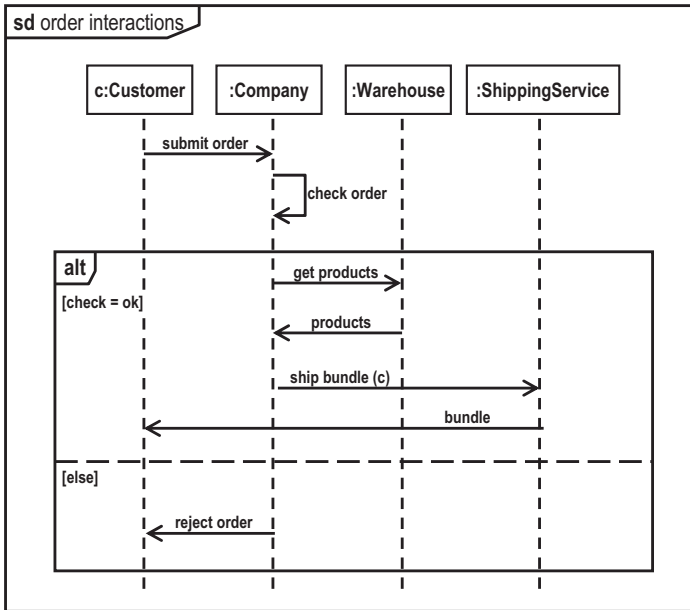 sd order interactions
c:Customer
:Company
:Warehouse
:ShippingService
submit order
check order
alt
get products
[check = ok]
products
ship bundle (c)
bundle
[else]
reject order